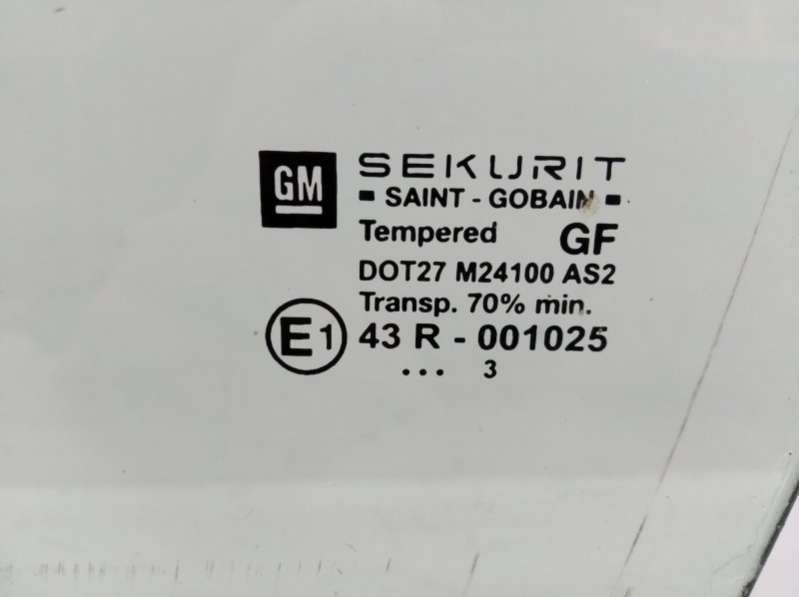 GM
SEKURIT
SAINT - GOBAIN
Tempered GF
DOT27 M24100 AS2
Transp. 70% min.
E1 43 R - 001025
... 3